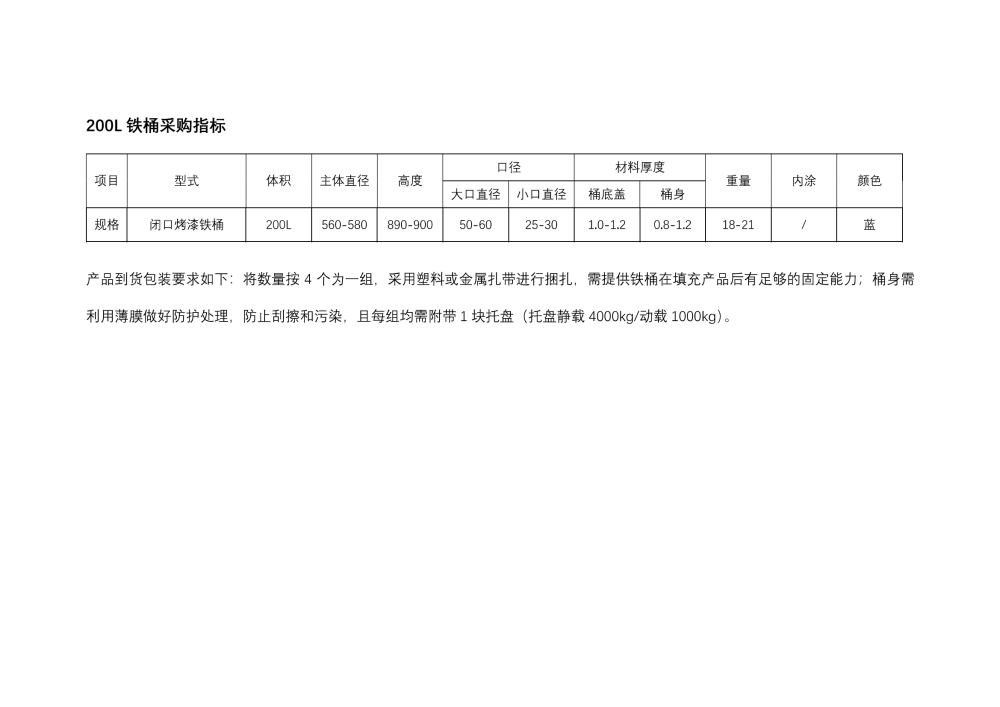 200L 铁桶采购指标
项目 型式 体积 主体直径 高度 口径 材料厚度 重量 内涂 颜色
大口直径 小口直径 桶底盖 桶身
规格 闭口烤漆铁桶 200L 560-580 890-900 50-60 25-30 1.0-1.2 0.8-1.2 18-21 / 蓝
产品到货包装要求如下：将数量按 4 个为一组，采用塑料或金属扎带进行捆扎，需提供铁桶在填充产品后有足够的固定能力；桶身需
利用薄膜做好防护处理，防止刮擦和污染，且每组均需附带 1 块托盘（托盘静载 4000kg/动载 1000kg）。